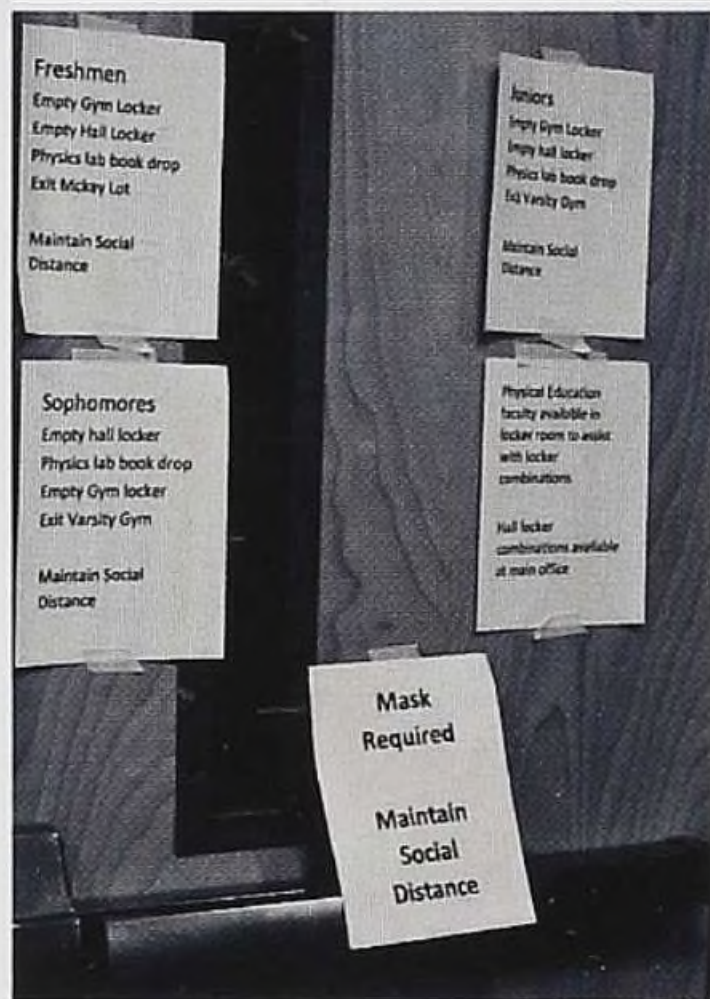 Freshmen
Empty Gym Locker
Empty Hall Locker
Physics lab book drop
Exit Mckay Lot
Maintain Social
Distance
Sophomores
Empty hall locker
Physics lab book drop
Empty Gym locker
Exit Varsity Gym
Maintain Social
Distance
Juniors
Empty Gym Locker
Empty hall locker
Physics lab book drop
Exit Varsity Gym
Maintain Social
Distance
Physical Education
faculty available in
locker room to assist
with locker
combinations
Hall locker
combinations available
at main office
Mask
Required
Maintain
Social
Distance